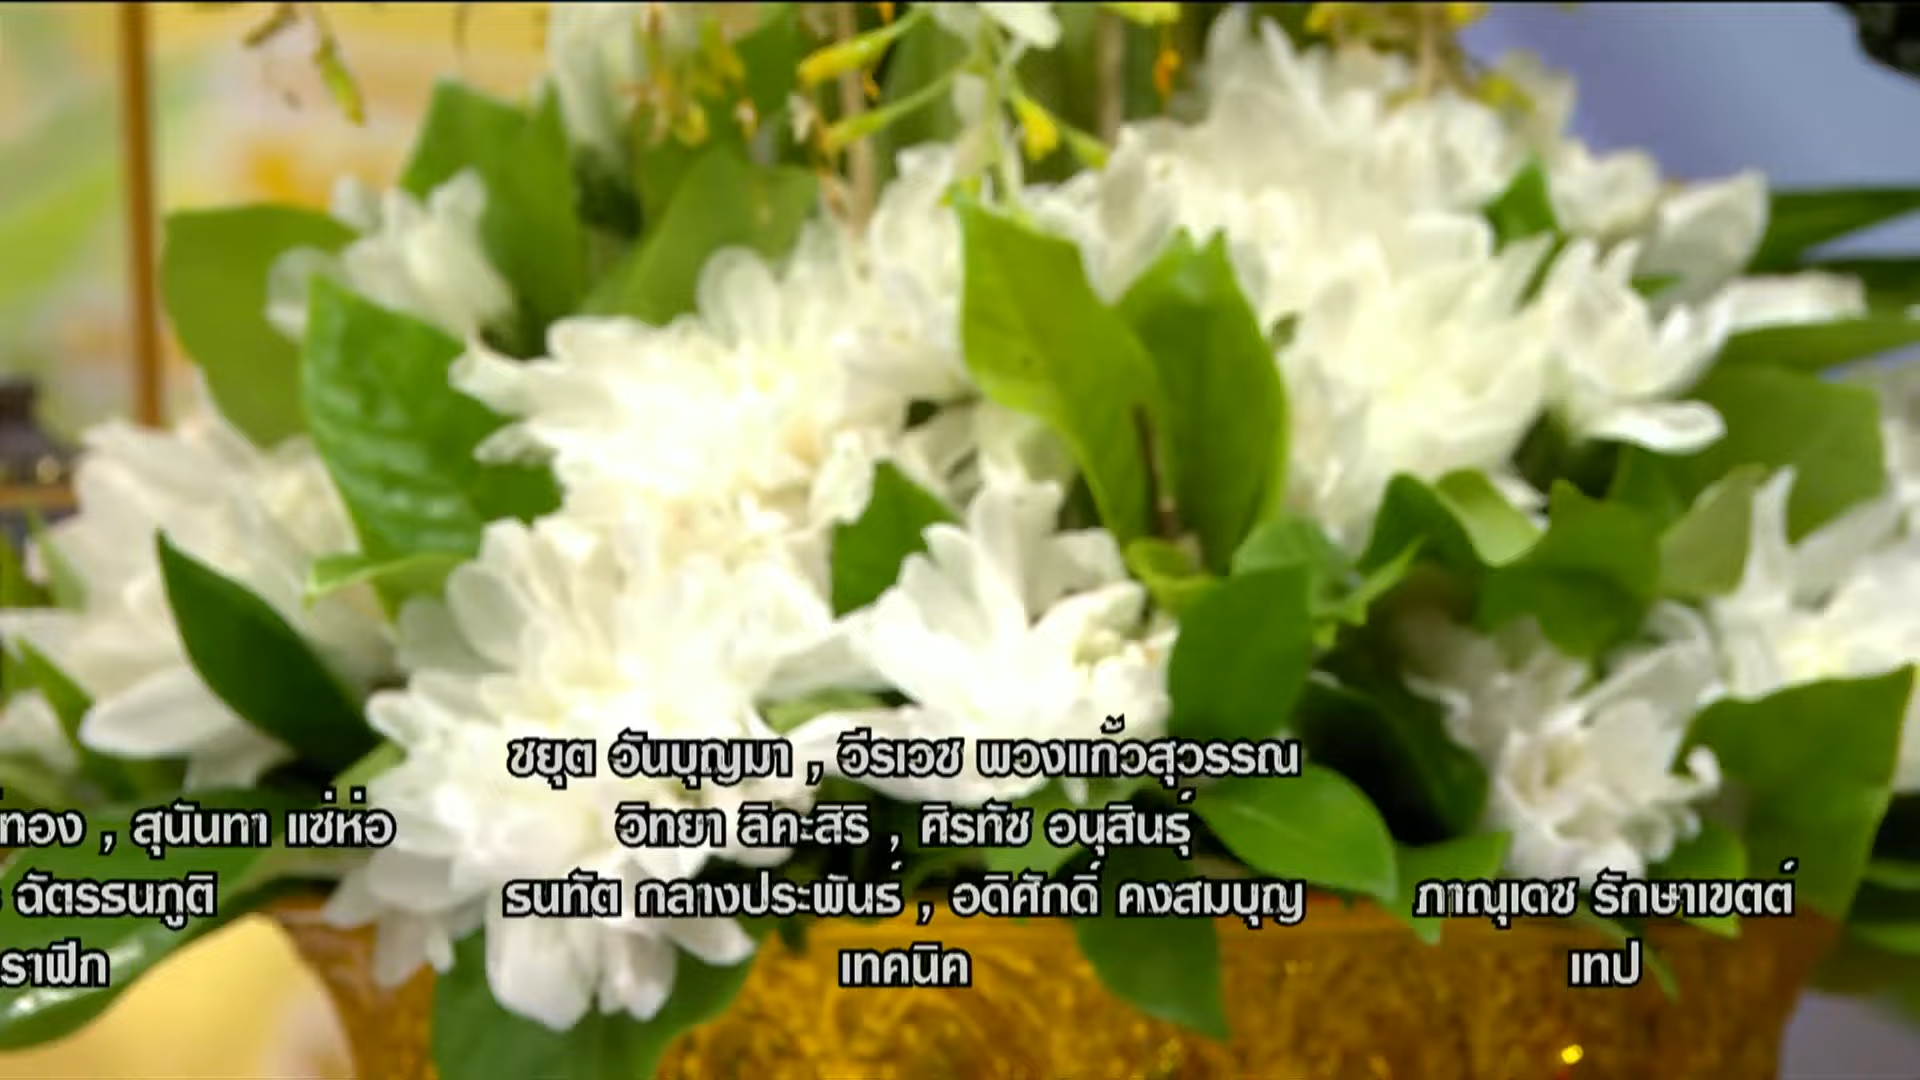 ทอง , สุนันทา แซ่ห่อ
ฉัตรธนภูติ
ราฟิก
ชยุต วันบุญมา , วีรเวช พวงแก้วสุวรรณ
วิทยา ลิคะสิริ , ศิรทัช อนุสินธุ์
ธนทัต กลางประพันธ์ , อดิศักดิ์ คงสมบุญ
เทคนิค
ภาณุเดช รักษาเขตต์
เทป